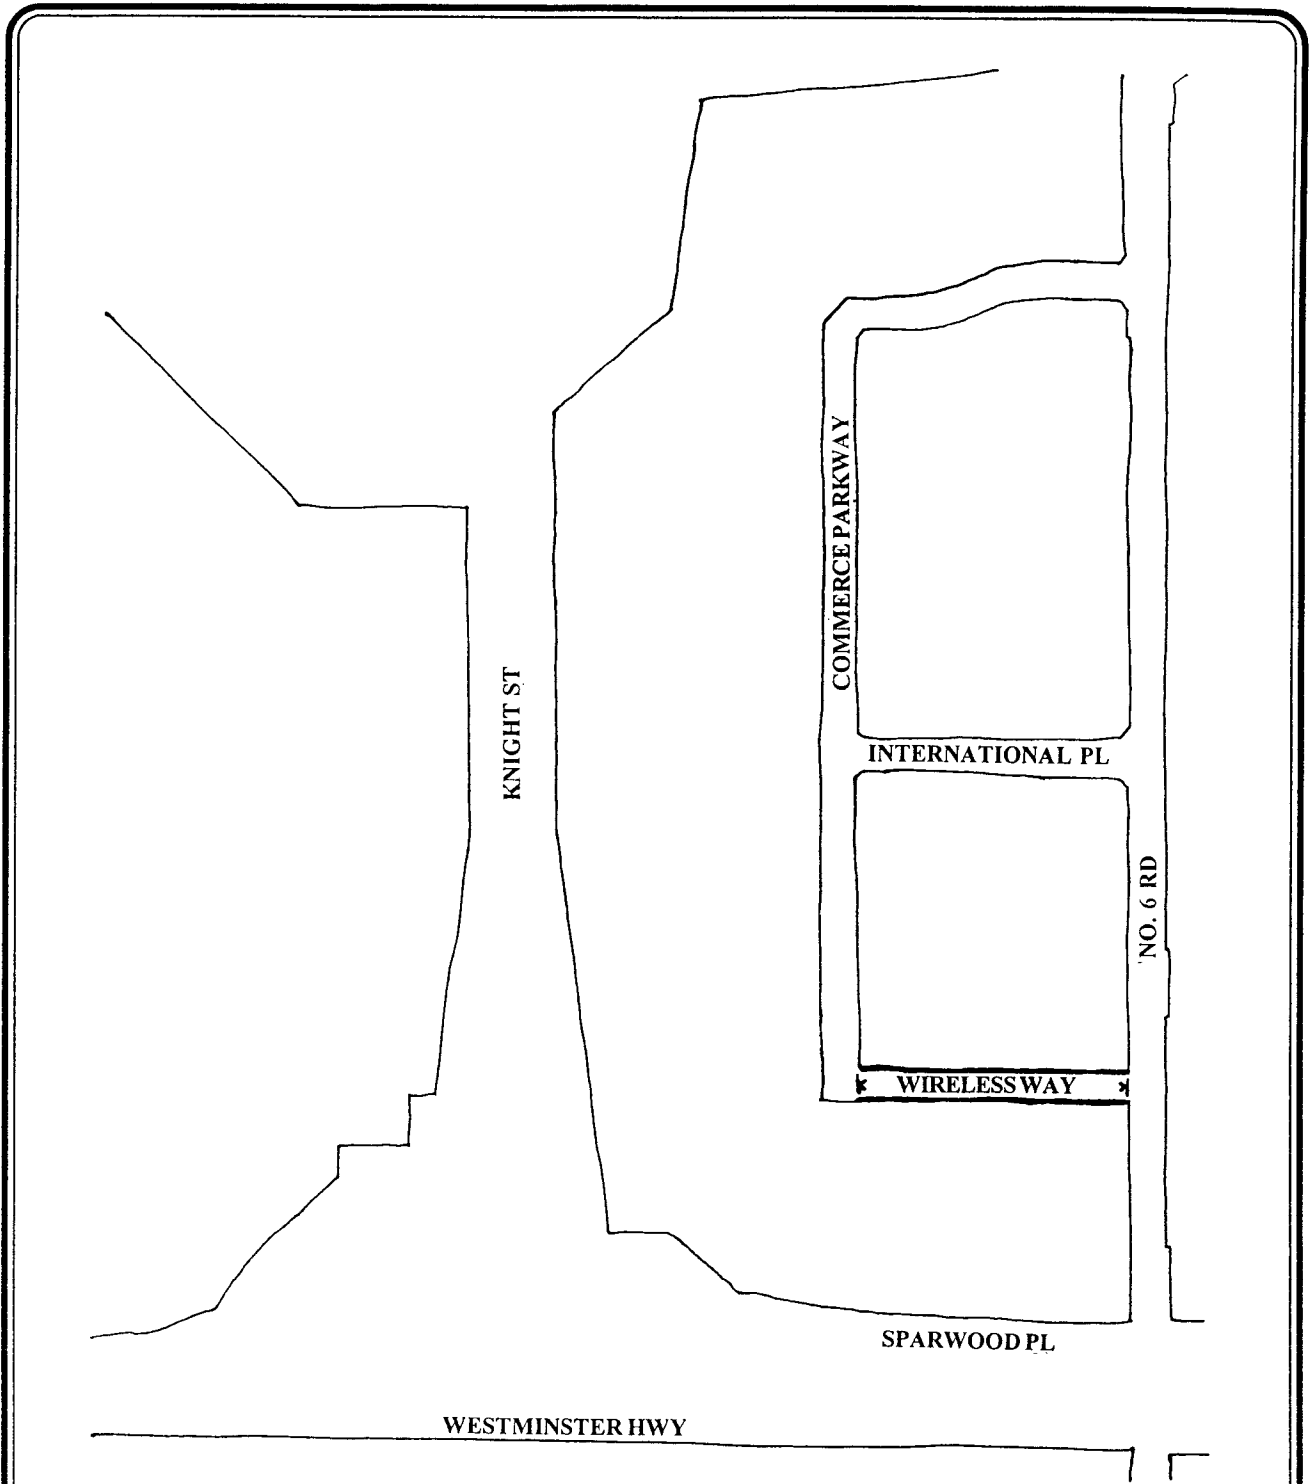 COMMERCE PARKWAY
KNIGHT ST
INTERNATIONAL PL
NO. 6 RD
WIRELESS WAY
SPARWOOD PL
WESTMINSTER HWY